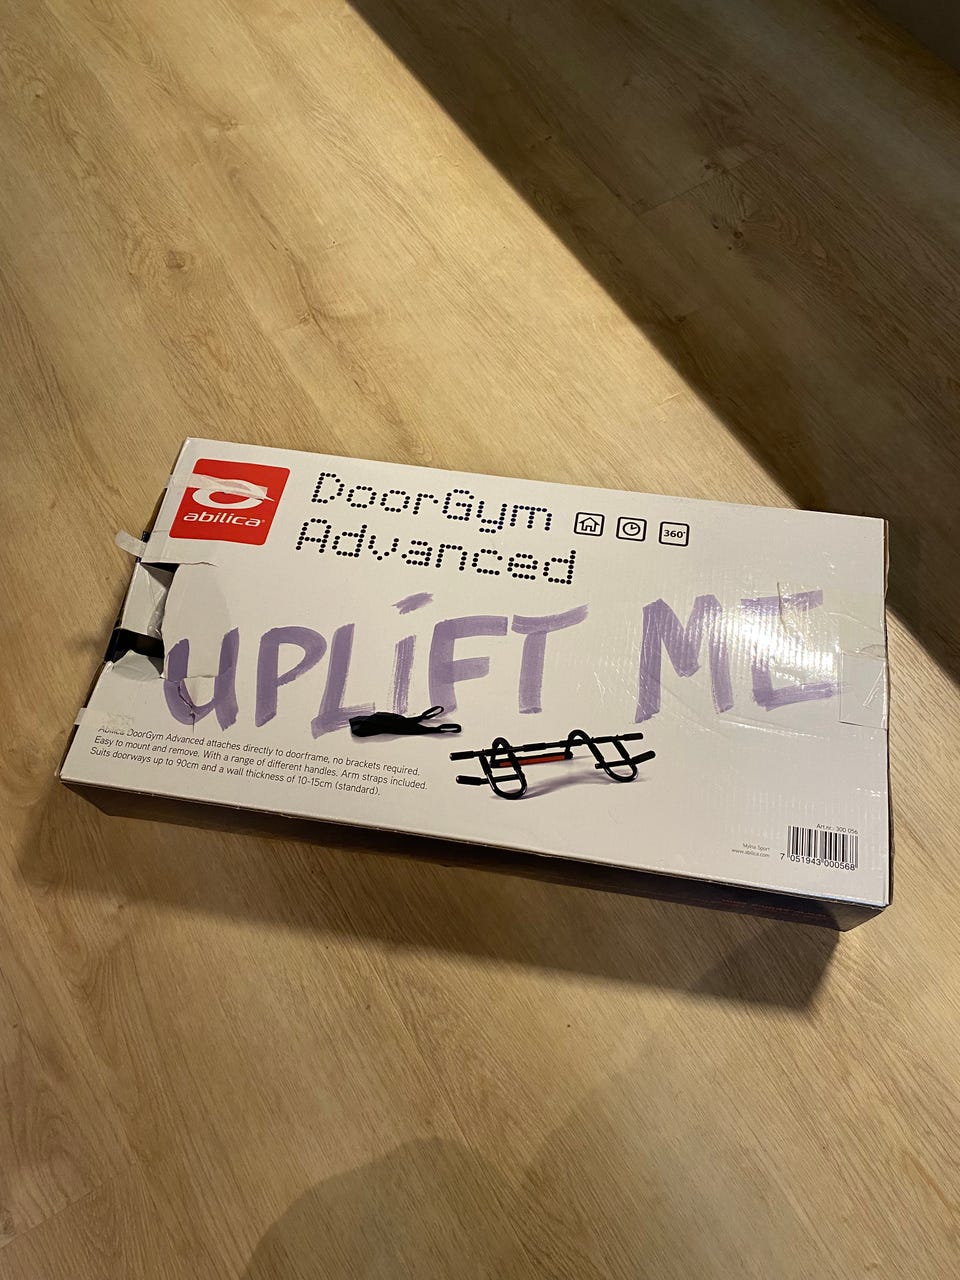 abilica®
DoorGym
Advanced
360°
UPLiFT ME
Abilica DoorGym Advanced attaches directly to doorframe, no brackets required.
Easy to mount and remove. With a range of different handles. Arm straps included.
Suits doorways up to 90cm and a wall thickness of 10-15cm (standard).
Art.nr.: 300 056
Mylna Sport
www.abilica.com
7 051943 000568